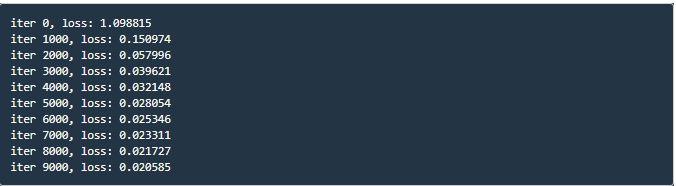 iter 0, loss: 1.098815
iter 1000, loss: 0.150974
iter 2000, loss: 0.057996
iter 3000, loss: 0.039621
iter 4000, loss: 0.032148
iter 5000, loss: 0.028054
iter 6000, loss: 0.025346
iter 7000, loss: 0.023311
iter 8000, loss: 0.021727
iter 9000, loss: 0.020585